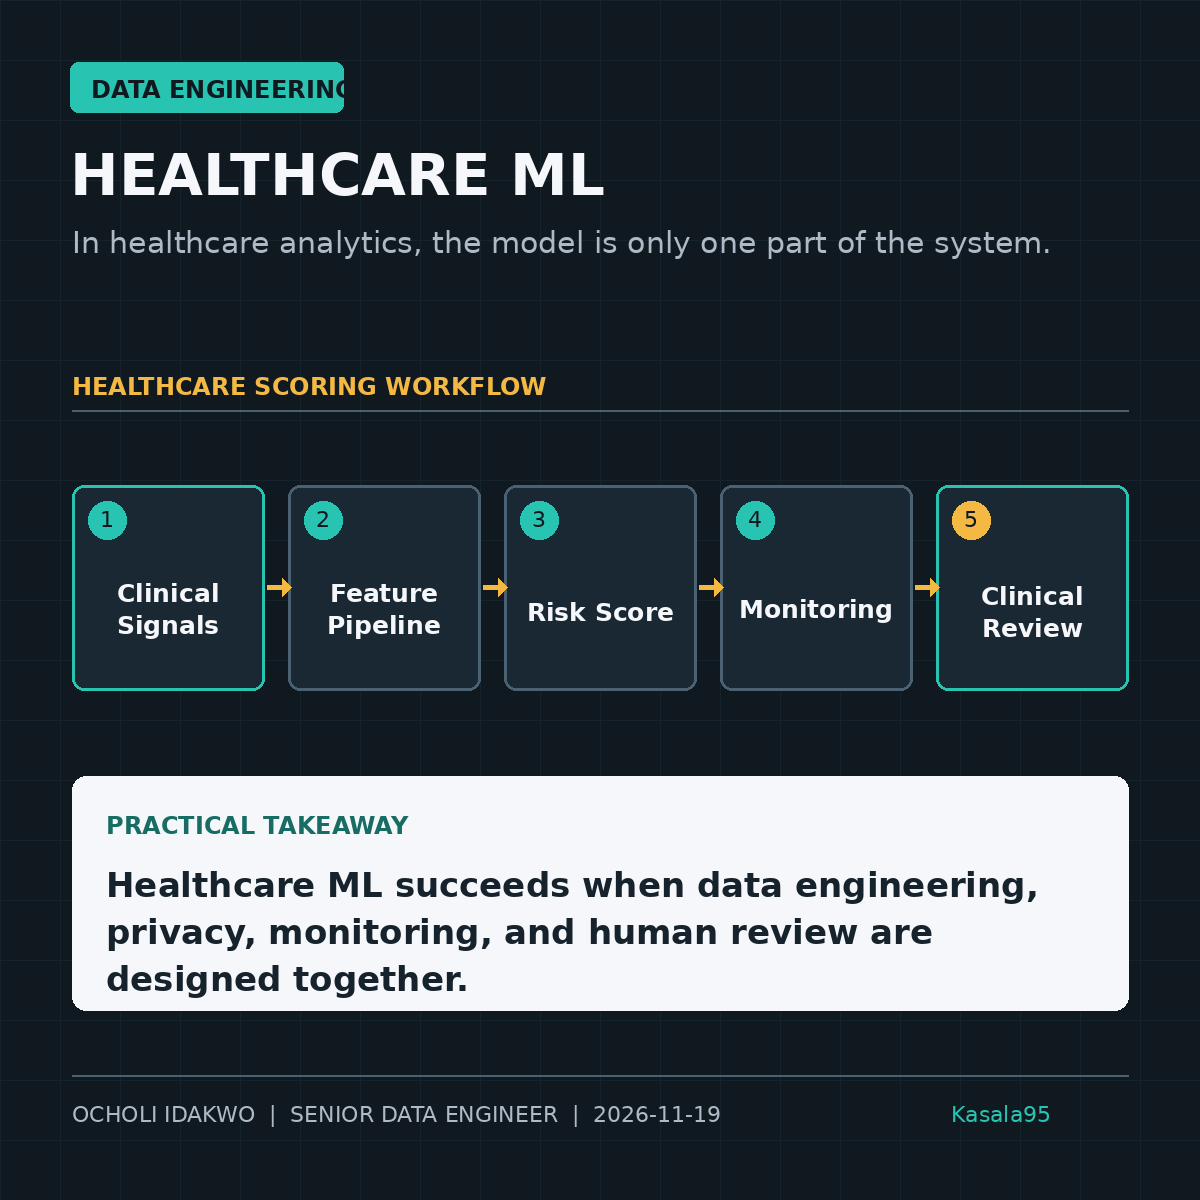 DATA ENGINEERING
HEALTHCARE ML
In healthcare analytics, the model is only one part of the system.
HEALTHCARE SCORING WORKFLOW
1
Clinical
Signals
2
Feature
Pipeline
3
Risk Score
4
Monitoring
5
Clinical
Review
PRACTICAL TAKEAWAY
Healthcare ML succeeds when data engineering,
privacy, monitoring, and human review are
designed together.
OCHOLI IDAKWO | SENIOR DATA ENGINEER | 2026-11-19
Kasala95